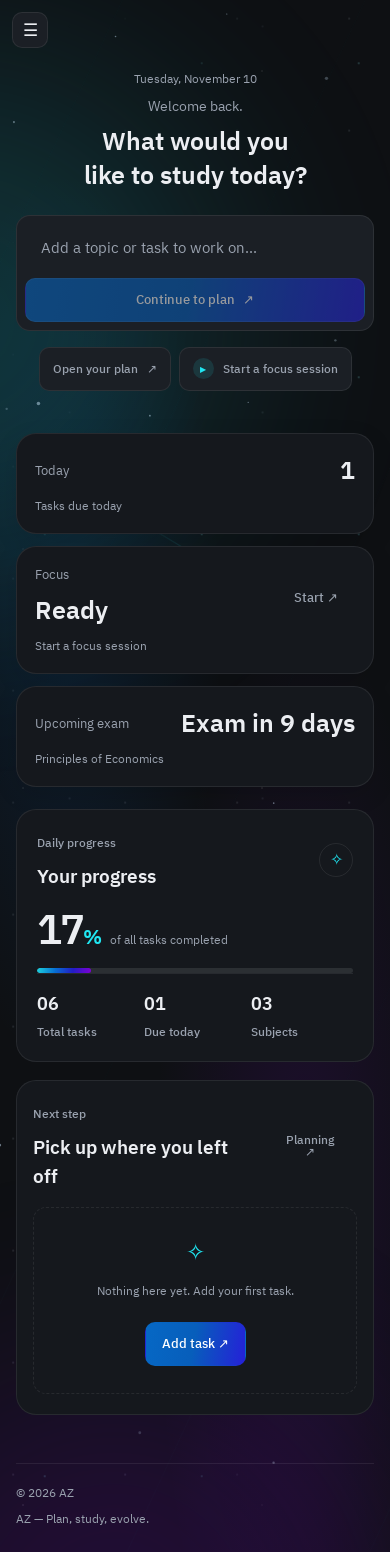 Tuesday, November 10
Welcome back.
What would you
like to study today?
Add a topic or task to work on...
Continue to plan ↗
Open your plan ↗
Start a focus session
Today
1
Tasks due today
Focus
Ready
Start ↗
Start a focus session
Upcoming exam
Exam in 9 days
Principles of Economics
Daily progress
Your progress
17% of all tasks completed
06
01
03
Total tasks
Due today
Subjects
Next step
Pick up where you left
off
Planning
↗
Nothing here yet. Add your first task.
Add task ↗
© 2026 AZ
AZ — Plan, study, evolve.